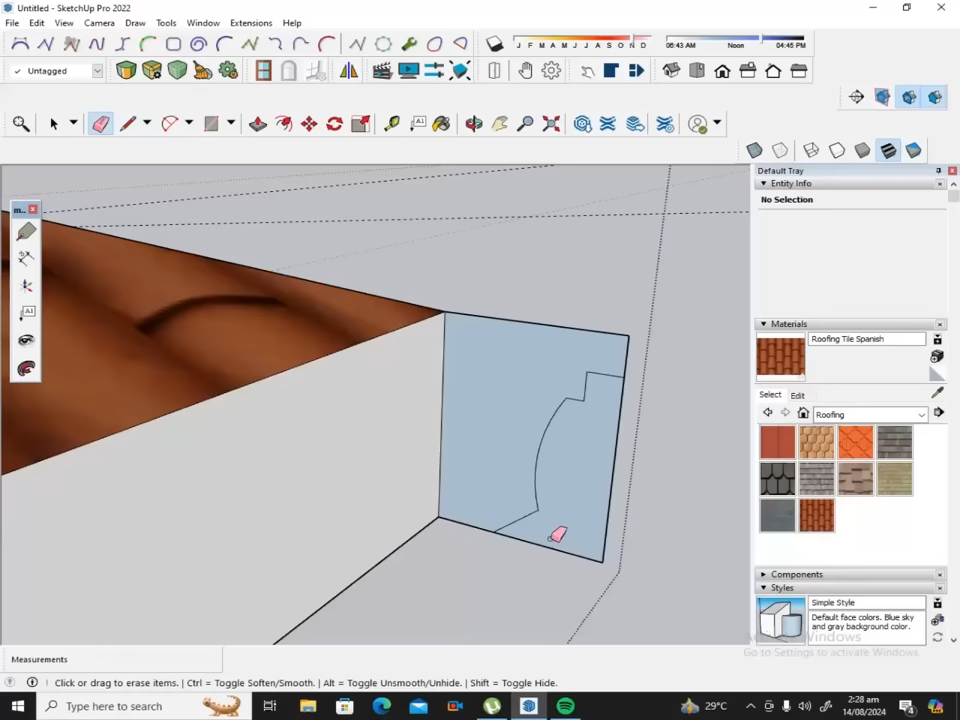 Untitled - SketchUp Pro 2022
File Edit View Camera Draw Tools Window Extensions Help
J F M A M J J A S O N D 06:43 AM Noon 04:45 PM
✓ Untagged
Default Tray
Entity Info
No Selection
m...
AI
Materials
Roofing Tile Spanish
Select Edit
Roofing
Components
Styles
Simple Style
Default face colors. Blue sky and gray background color.
Activate Windows
Go to Settings to activate Windows.
Measurements
Click or drag to erase items. | Ctrl = Toggle Soften/Smooth. | Alt = Toggle Unsmooth/Unhide. | Shift = Toggle Hide.
Type here to search
29°C
2:28 am
14/08/2024
4